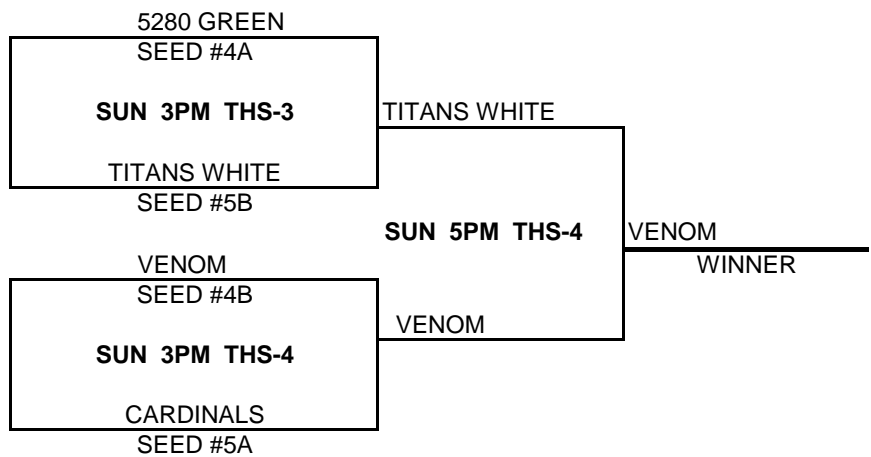 5280 GREEN
SEED #4A
SUN 3PM THS-3
TITANS WHITE
TITANS WHITE
SEED #5B
SUN 5PM THS-4
VENOM
WINNER
VENOM
SEED #4B
VENOM
SUN 3PM THS-4
CARDINALS
SEED #5A